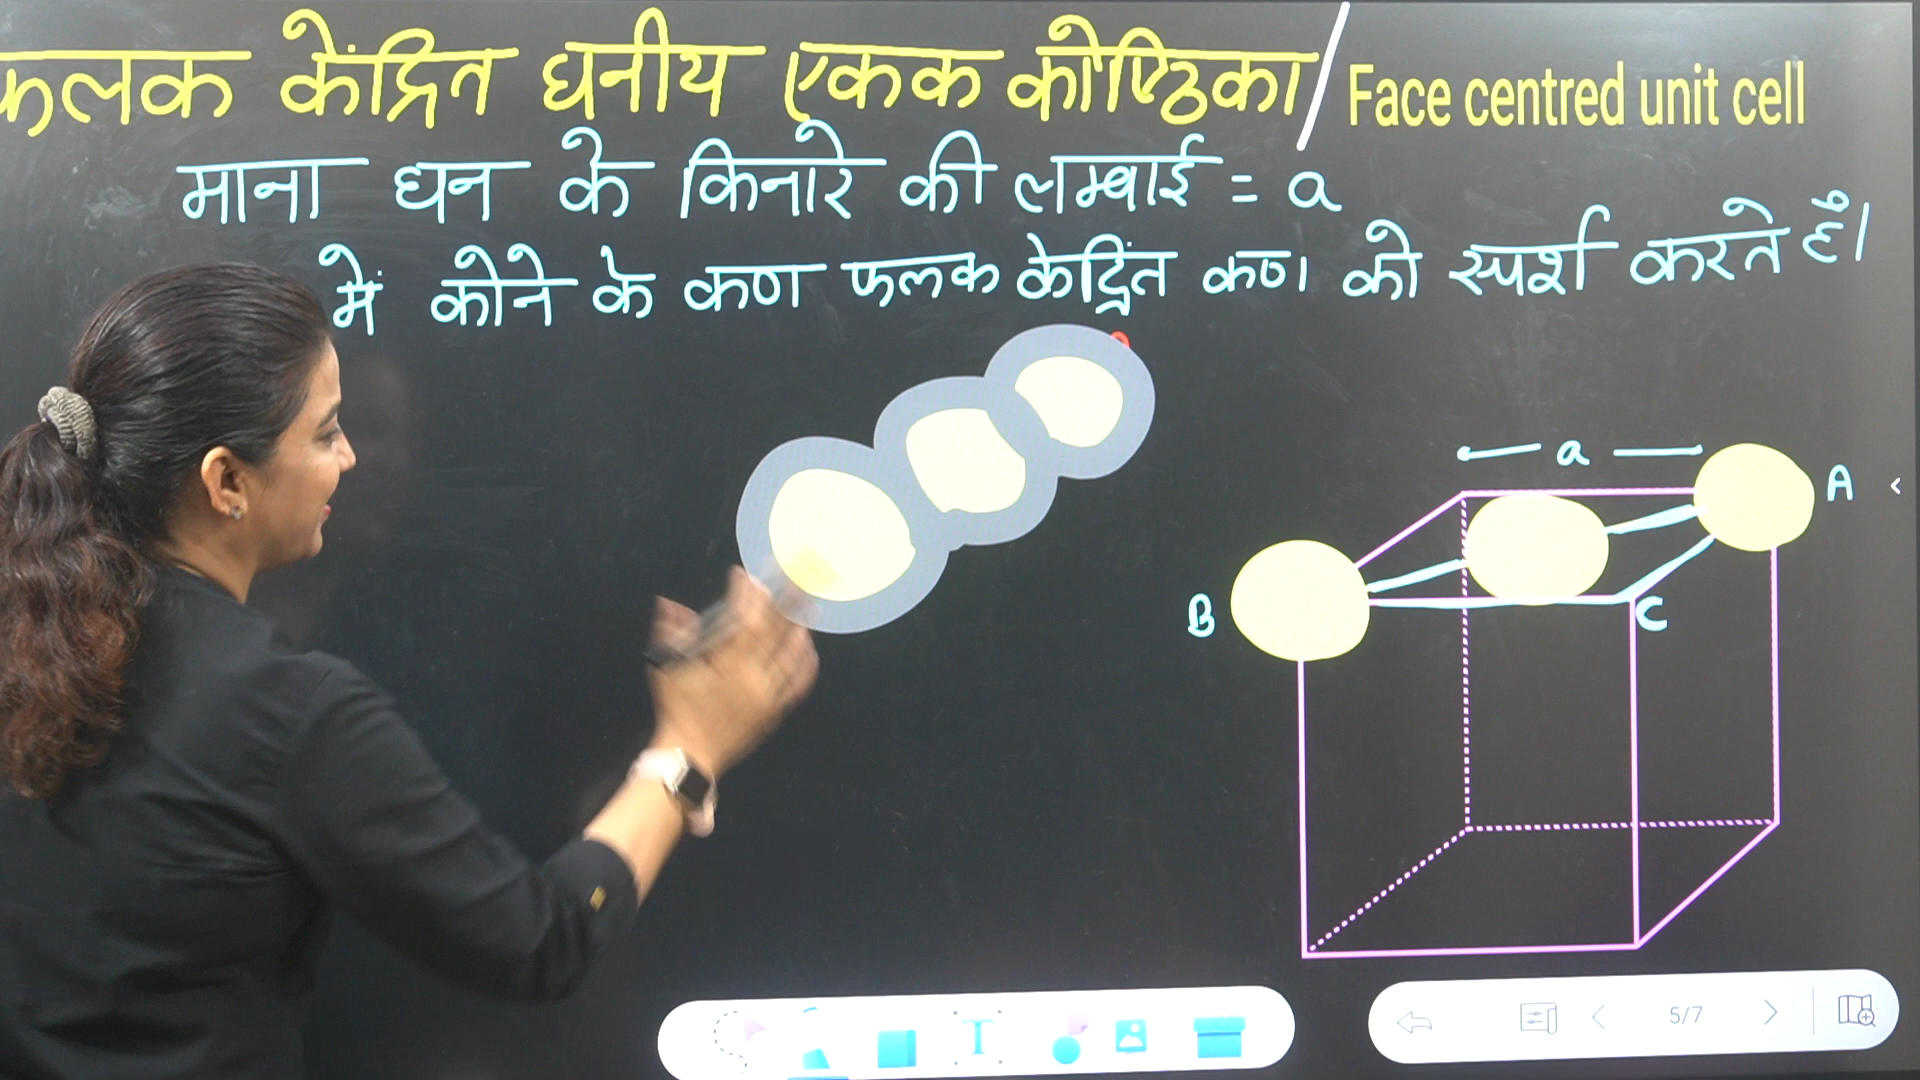 फलक केंद्रित घनीय एकक कोष्ठिका/ Face centred unit cell
माना घन के किनारे की लम्बाई = a
में कोने के कण फलक केंद्रित कण को स्पर्श करते हैं।
a
A
B
C
T
5/7